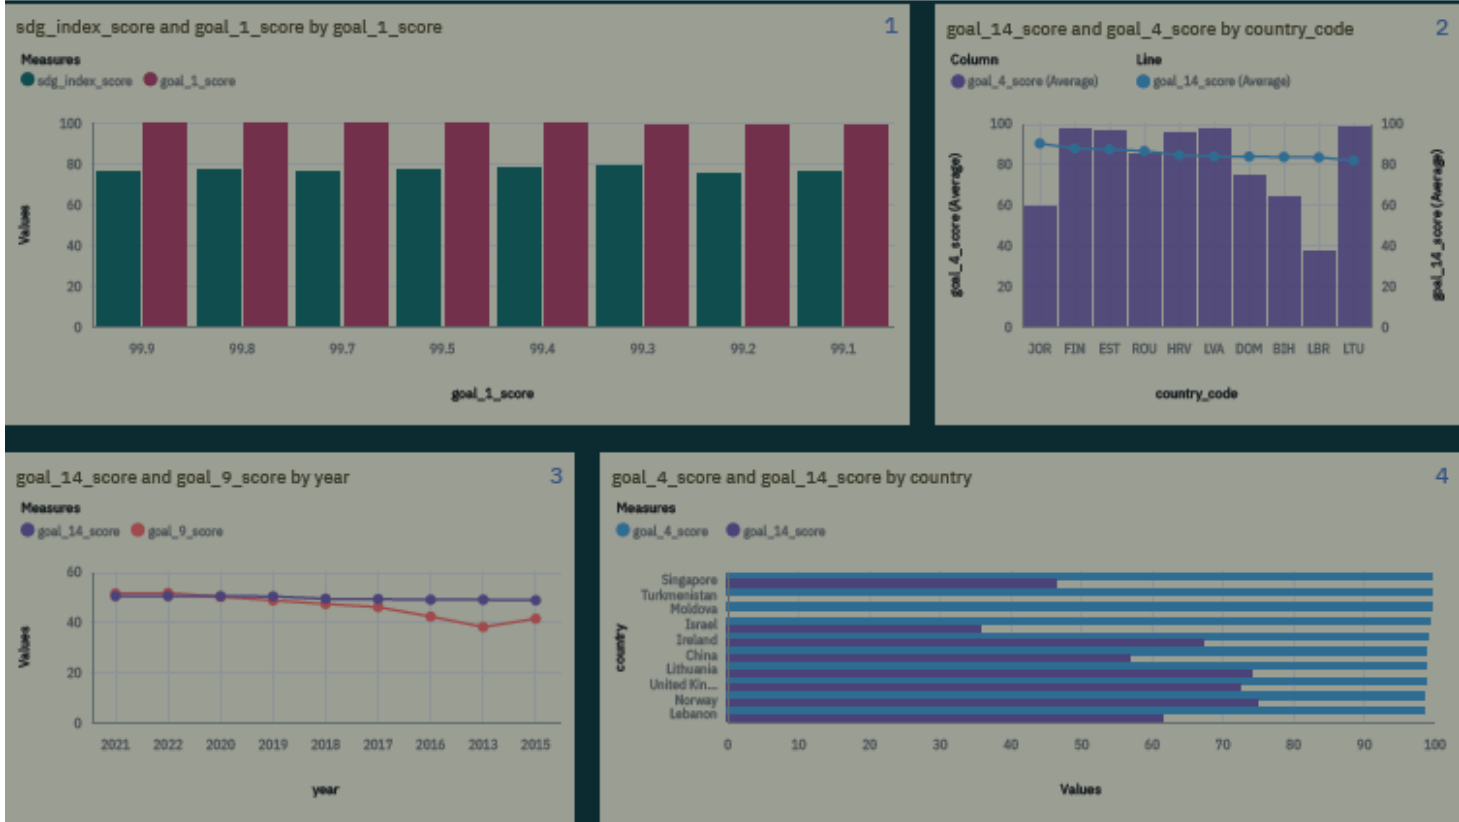 sdg_index_score and goal_1_score by goal_1_score 1
Measures
sdg_index_score goal_1_score
100
80
60
40
20
0
Values
99.9 99.8 99.7 99.5 99.4 99.3 99.2 99.1
goal_1_score
goal_14_score and goal_4_score by country_code 2
Column Line
goal_4_score (Average) goal_14_score (Average)
100 100
80 80
60 60
40 40
20 20
0 0
goal_4_score (Average)
goal_14_score (Average)
JOR FIN EST ROU HRV LVA DOM BIH LBR LTU
country_code
goal_14_score and goal_9_score by year 3
Measures
goal_14_score goal_9_score
60
40
20
0
Values
2021 2022 2020 2019 2018 2017 2016 2013 2015
year
goal_4_score and goal_14_score by country 4
Measures
goal_4_score goal_14_score
country
Singapore
Turkmenistan
Moldova
Israel
Ireland
China
Lithuania
United Kin...
Norway
Lebanon
0 10 20 30 40 50 60 70 80 90 100
Values